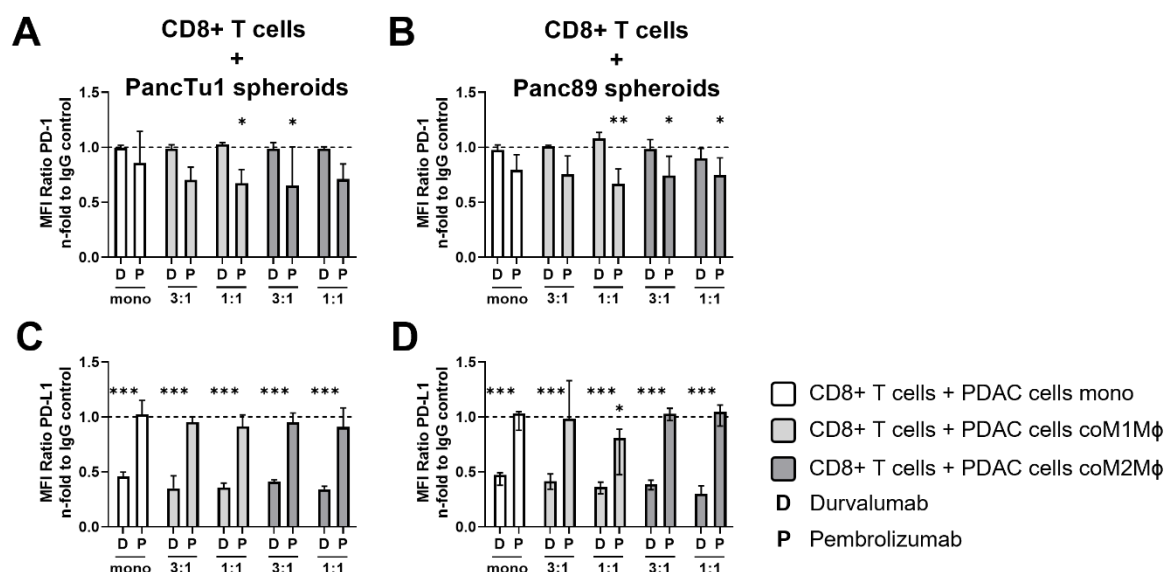 A
CD8+ T cells
+
PancTu1 spheroids
MFI Ratio PD-1
n-fold to IgG control
1.5
1.0
0.5
0.0
* *
D P D P D P D P D P
mono 3:1 1:1 3:1 1:1
B
CD8+ T cells
+
Panc89 spheroids
MFI Ratio PD-1
n-fold to IgG control
1.5
1.0
0.5
0.0
** * *
D P D P D P D P D P
mono 3:1 1:1 3:1 1:1
C
MFI Ratio PD-L1
n-fold to IgG control
1.5
1.0
0.5
0.0
*** *** *** *** ***
D P D P D P D P D P
mono 3:1 1:1 3:1 1:1
D
MFI Ratio PD-L1
n-fold to IgG control
1.5
1.0
0.5
0.0
*** *** *** *** ***
*
D P D P D P D P D P
mono 3:1 1:1 3:1 1:1
CD8+ T cells + PDAC cells mono
CD8+ T cells + PDAC cells coM1Mϕ
CD8+ T cells + PDAC cells coM2Mϕ
D Durvalumab
P Pembrolizumab